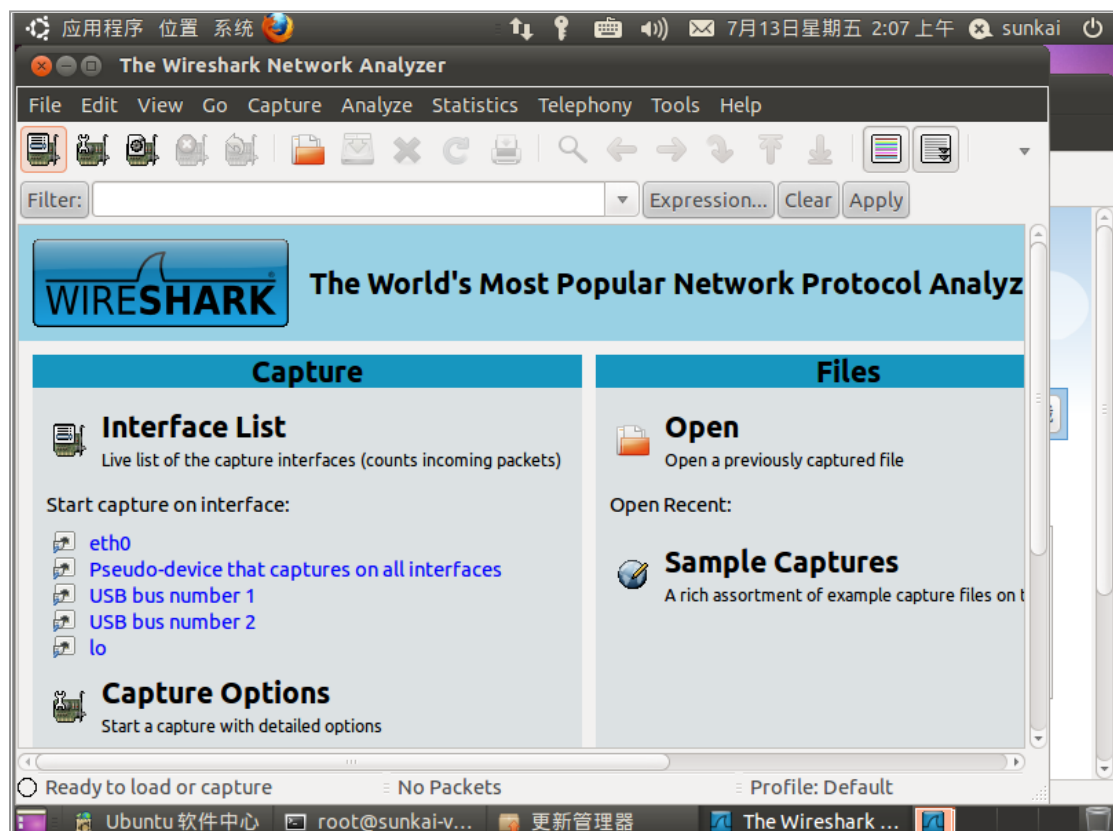 应用程序 位置 系统 7月13日星期五 2:07 上午 sunkai
The Wireshark Network Analyzer
File Edit View Go Capture Analyze Statistics Telephony Tools Help
Filter: Expression... Clear Apply
WIRESHARK The World's Most Popular Network Protocol Analyz
Capture
Interface List
Live list of the capture interfaces (counts incoming packets)
Start capture on interface:
eth0
Pseudo-device that captures on all interfaces
USB bus number 1
USB bus number 2
lo
Capture Options
Start a capture with detailed options
Files
Open
Open a previously captured file
Open Recent:
Sample Captures
A rich assortment of example capture files on t
Ready to load or capture No Packets Profile: Default
Ubuntu 软件中心 root@sunkai-v... 更新管理器 The Wireshark ...